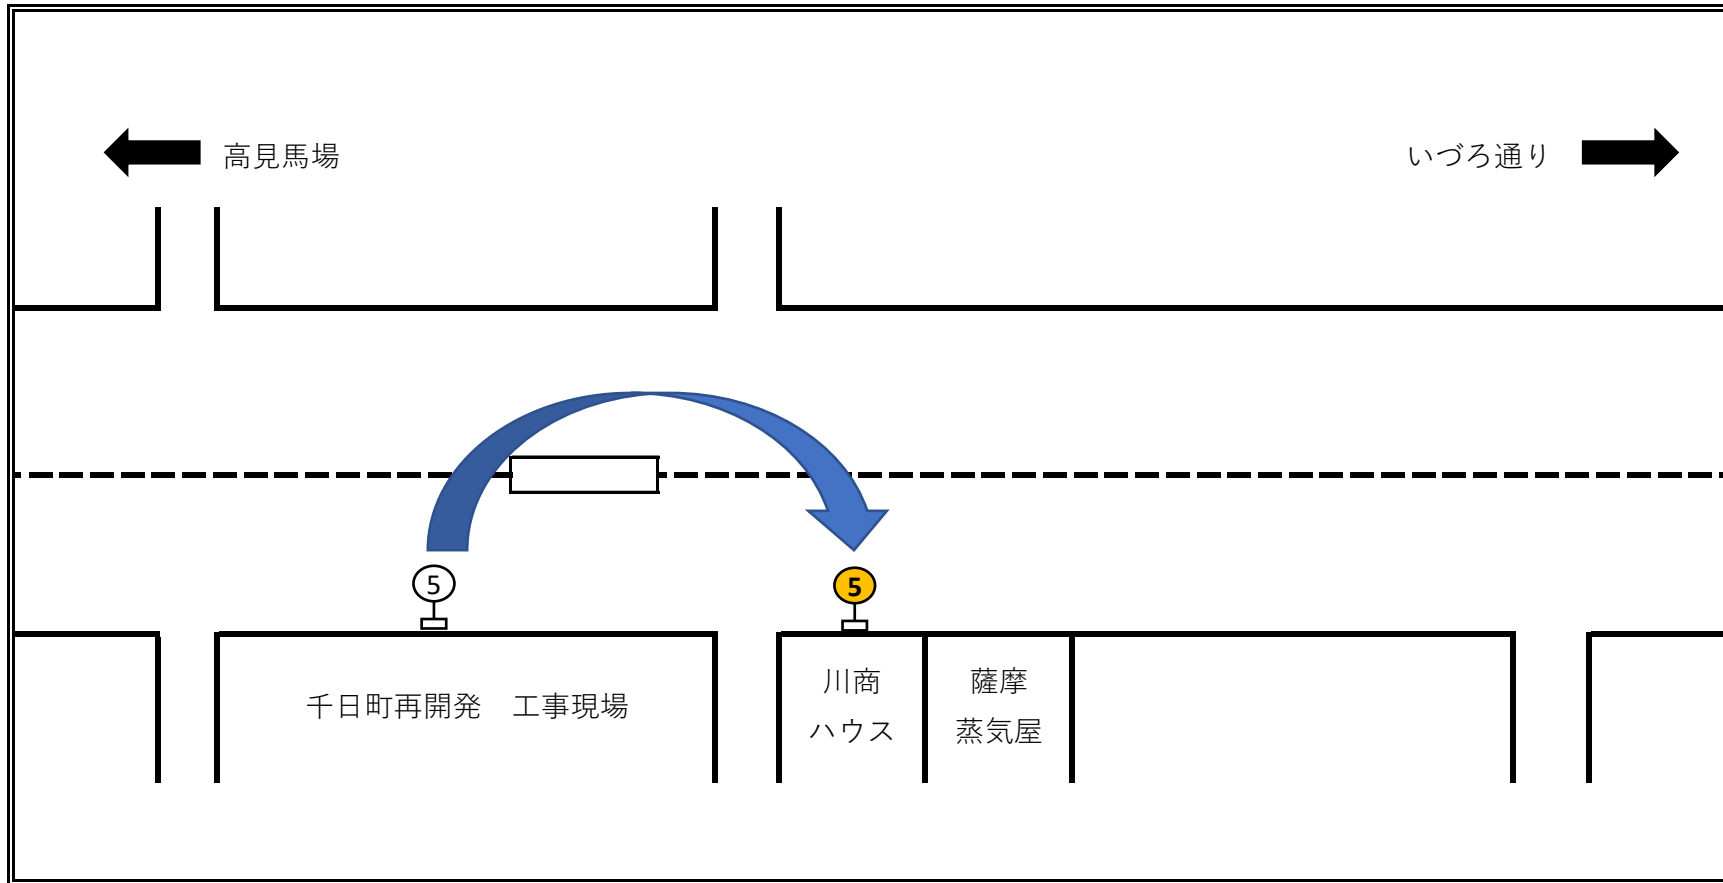 高見馬場
いづろ通り
5
5
千日町再開発　工事現場
川商
ハウス
薩摩
蒸気屋